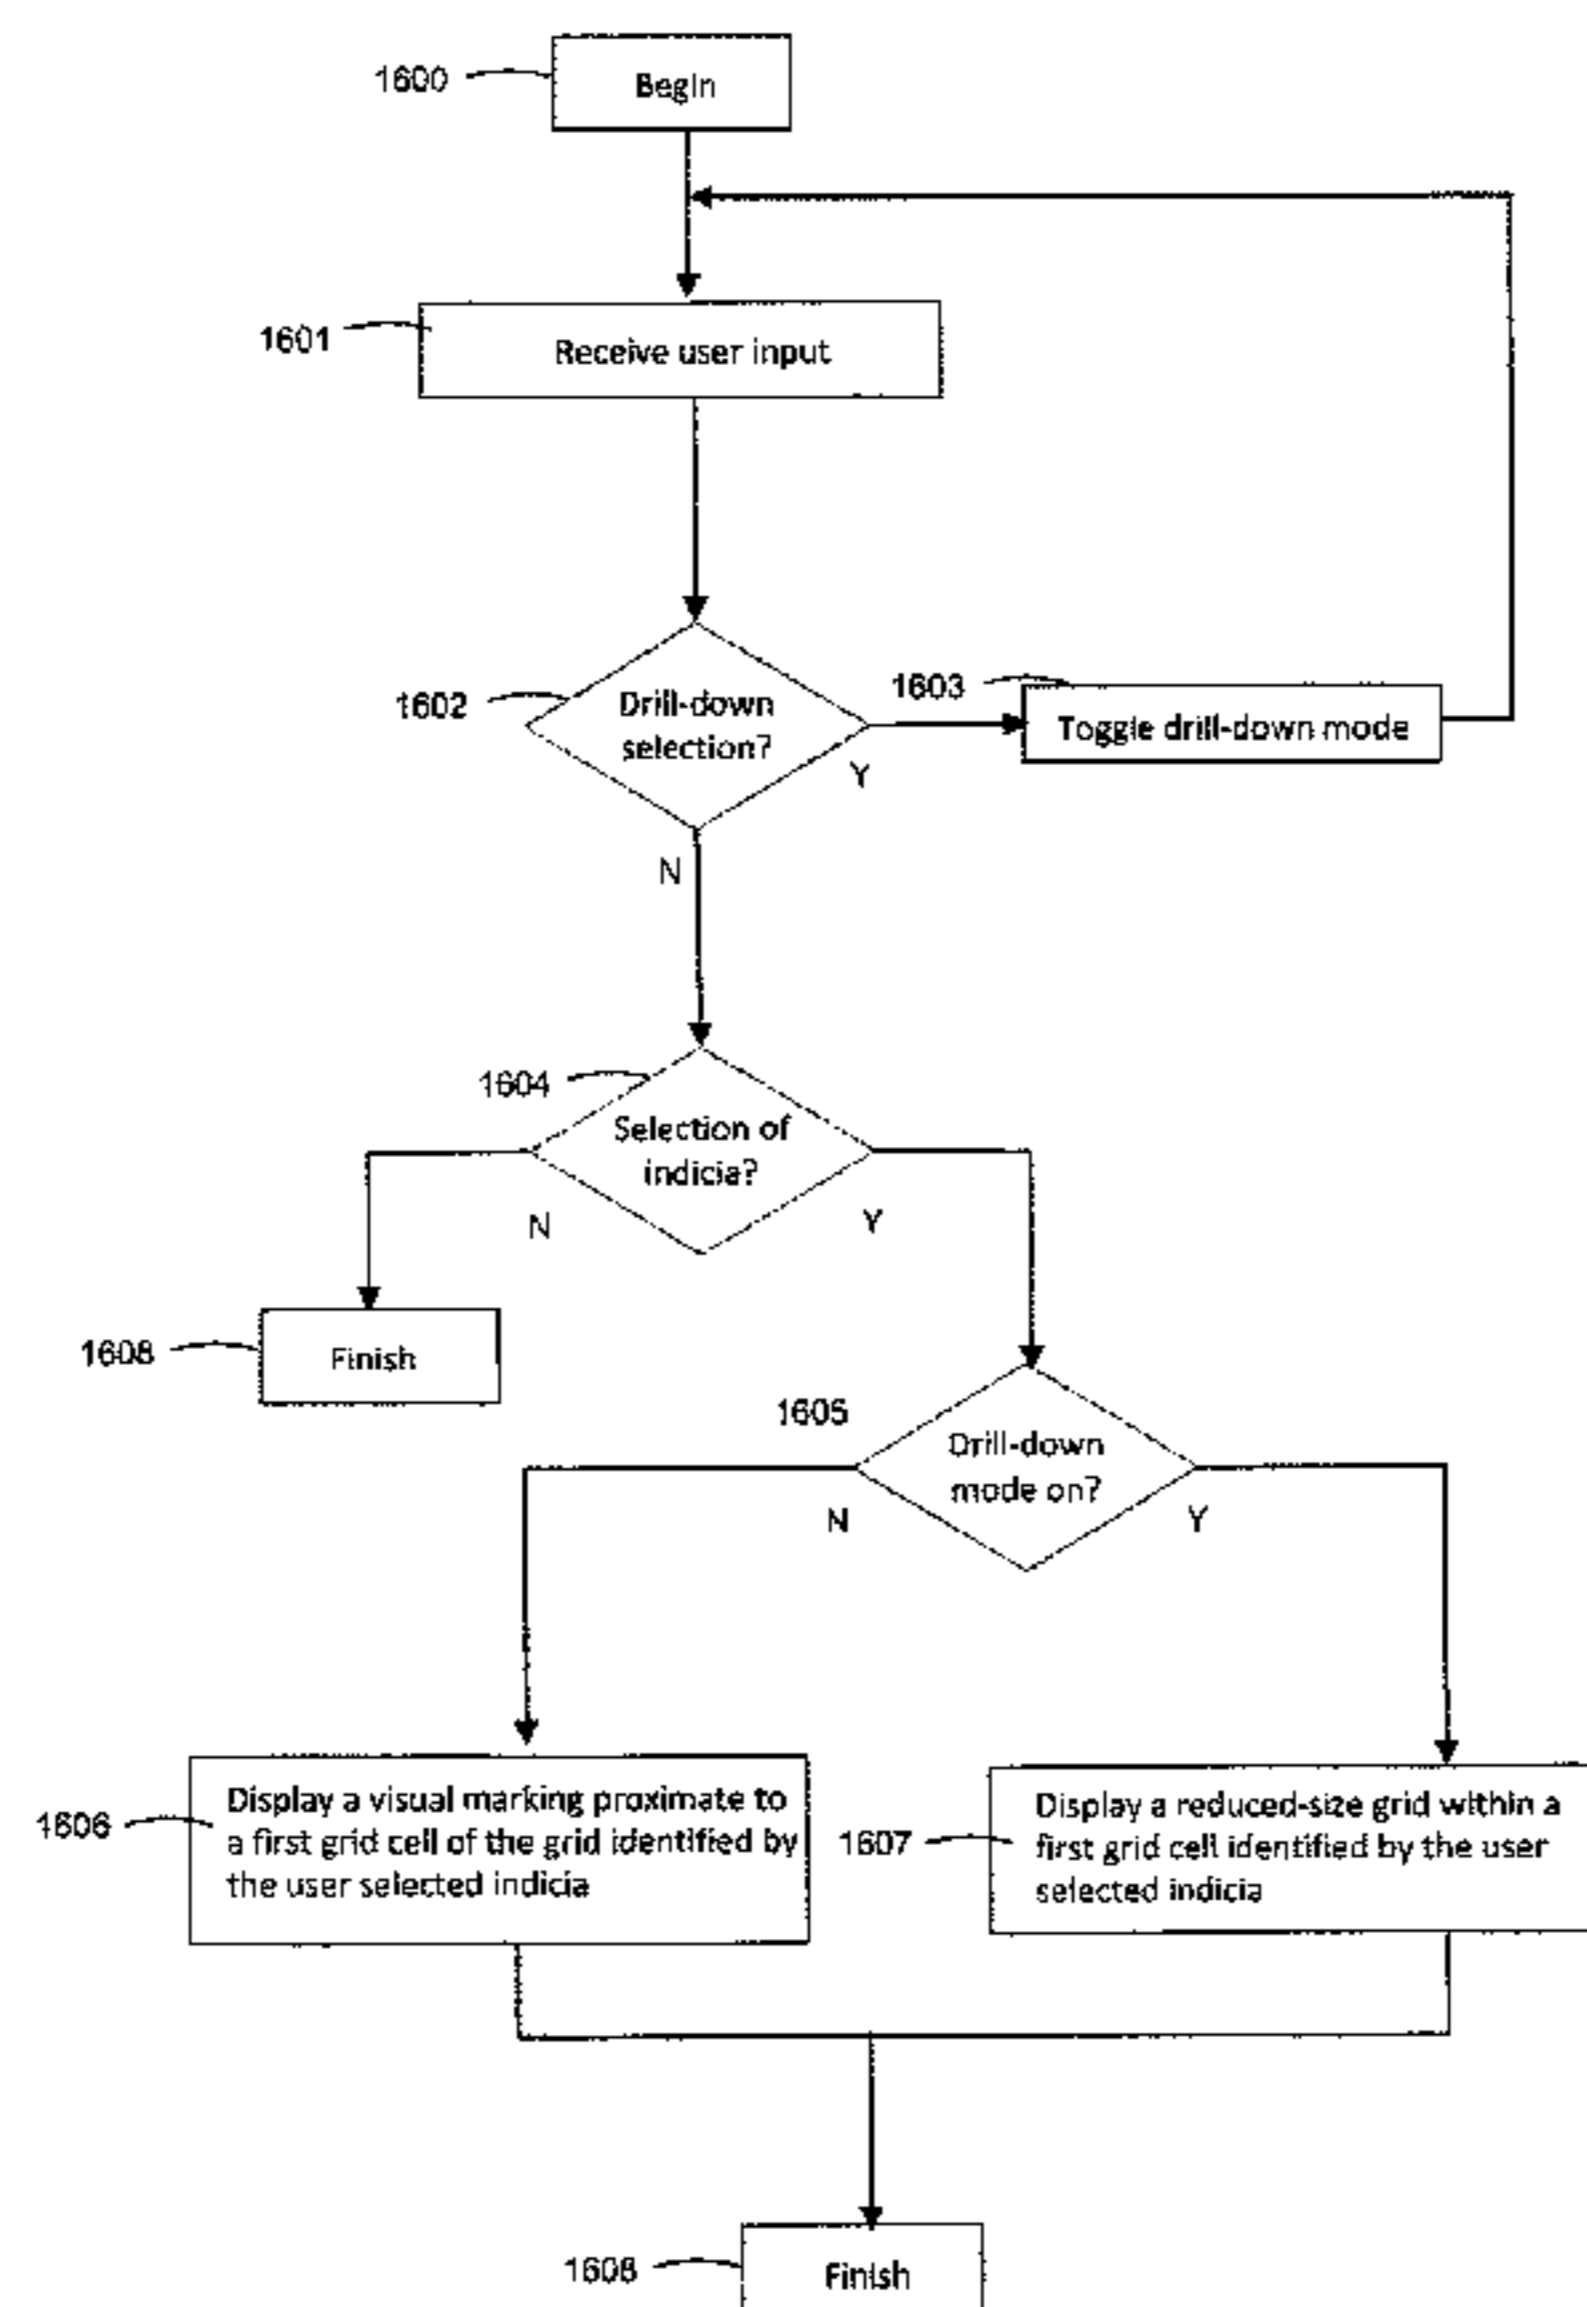 1600
Begin
1601
Receive user input
1602
Drill-down
selection?
Y
1603
Toggle drill-down mode
N
1604
Selection of
indicia?
N
Y
1608
Finish
1605
Drill-down
mode on?
N
Y
1606
Display a visual marking proximate to
a first grid cell of the grid identified by
the user selected indicia
1607
Display a reduced-size grid within a
first grid cell identified by the user
selected indicia
1608
Finish